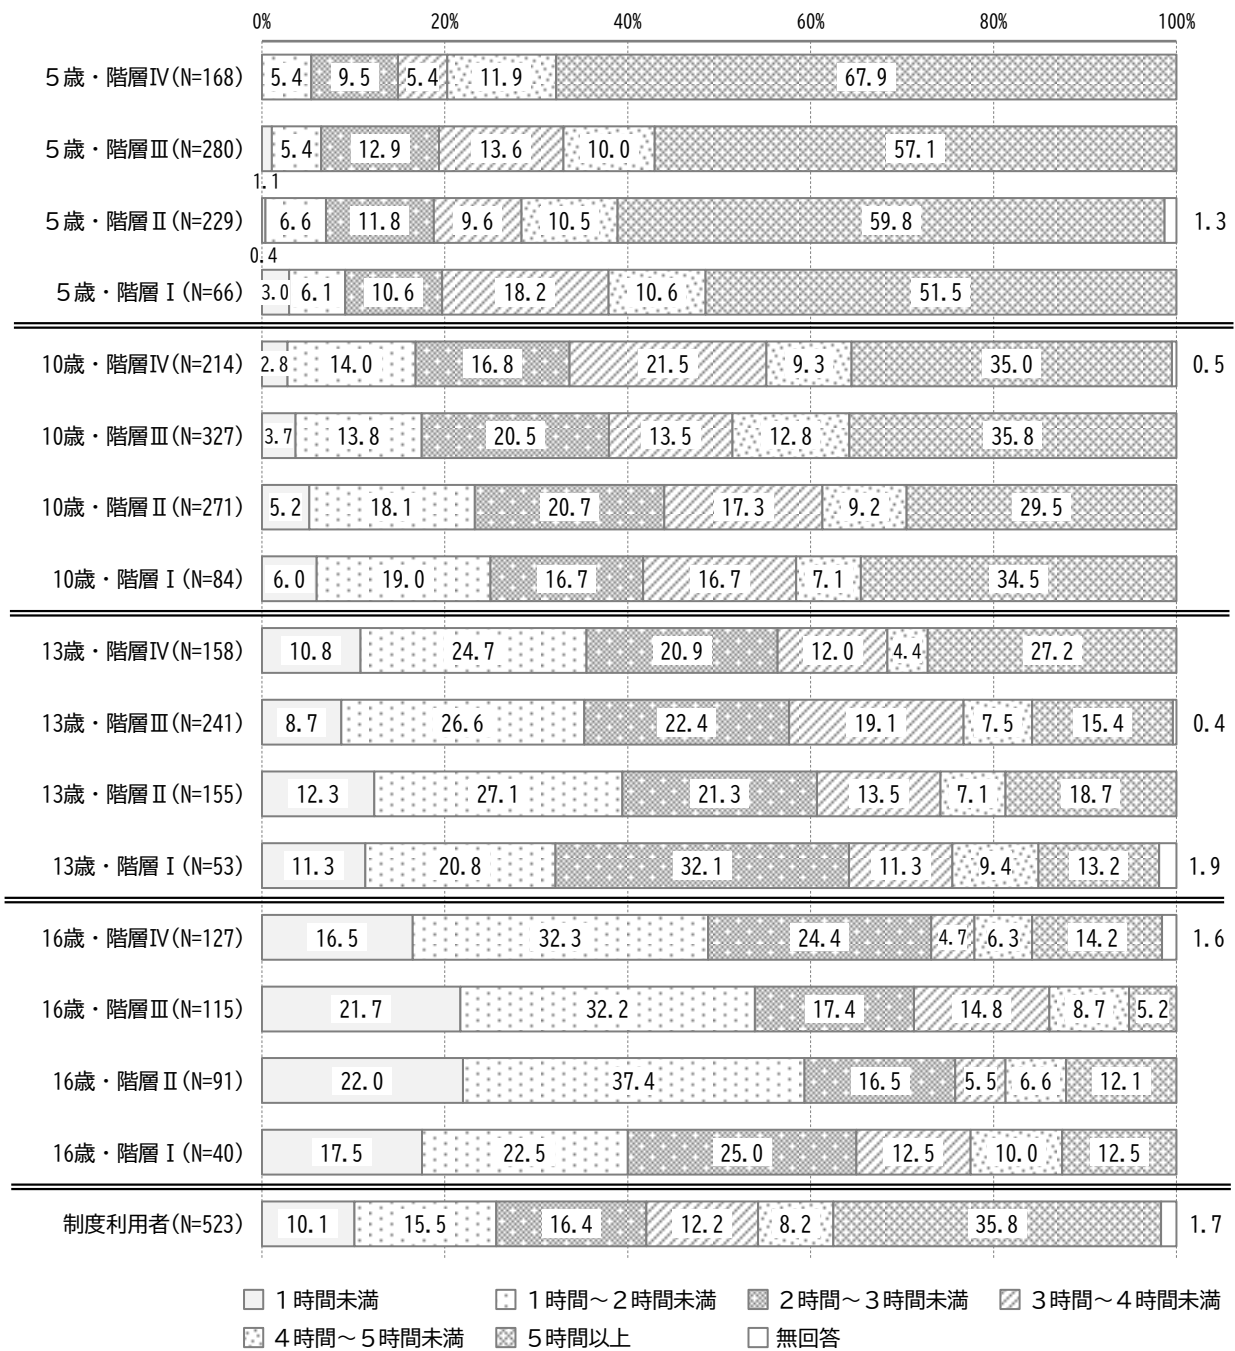 0% 20% 40% 60% 80% 100%
５歳・階層Ⅳ(N=168) 5.4 9.5 5.4 11.9 67.9
５歳・階層Ⅲ(N=280) 5.4 12.9 13.6 10.0 57.1
1.1
５歳・階層Ⅱ(N=229) 6.6 11.8 9.6 10.5 59.8 1.3
0.4
５歳・階層Ⅰ(N=66) 3.0 6.1 10.6 18.2 10.6 51.5
10歳・階層Ⅳ(N=214) 2.8 14.0 16.8 21.5 9.3 35.0 0.5
10歳・階層Ⅲ(N=327) 3.7 13.8 20.5 13.5 12.8 35.8
10歳・階層Ⅱ(N=271) 5.2 18.1 20.7 17.3 9.2 29.5
10歳・階層Ⅰ(N=84) 6.0 19.0 16.7 16.7 7.1 34.5
13歳・階層Ⅳ(N=158) 10.8 24.7 20.9 12.0 4.4 27.2
13歳・階層Ⅲ(N=241) 8.7 26.6 22.4 19.1 7.5 15.4 0.4
13歳・階層Ⅱ(N=155) 12.3 27.1 21.3 13.5 7.1 18.7
13歳・階層Ⅰ(N=53) 11.3 20.8 32.1 11.3 9.4 13.2 1.9
16歳・階層Ⅳ(N=127) 16.5 32.3 24.4 4.7 6.3 14.2 1.6
16歳・階層Ⅲ(N=115) 21.7 32.2 17.4 14.8 8.7 5.2
16歳・階層Ⅱ(N=91) 22.0 37.4 16.5 5.5 6.6 12.1
16歳・階層Ⅰ(N=40) 17.5 22.5 25.0 12.5 10.0 12.5
制度利用者(N=523) 10.1 15.5 16.4 12.2 8.2 35.8 1.7
１時間未満 １時間～２時間未満 ２時間～３時間未満 ３時間～４時間未満
４時間～５時間未満 ５時間以上 無回答